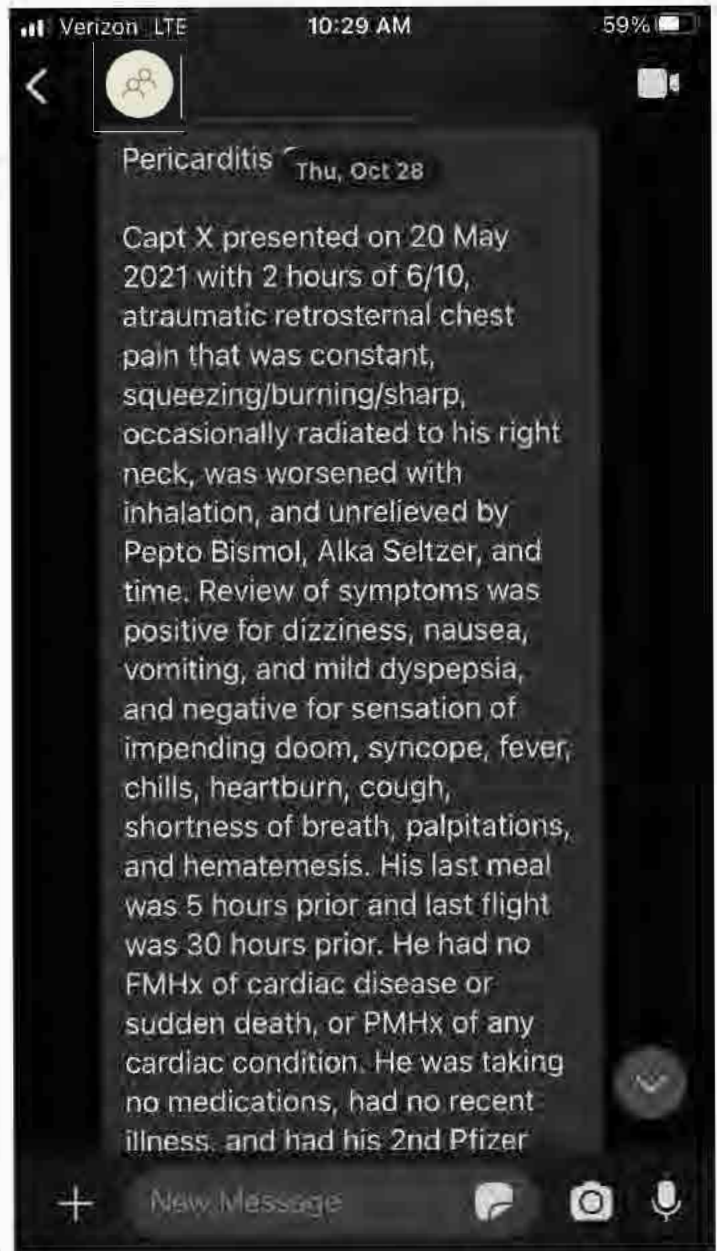 Verizon LTE 10:29 AM 59%
Pericarditis
Thu, Oct 28
Capt X presented on 20 May
2021 with 2 hours of 6/10,
atraumatic retrosternal chest
pain that was constant,
squeezing/burning/sharp,
occasionally radiated to his right
neck, was worsened with
inhalation, and unrelieved by
Pepto Bismol, Alka Seltzer, and
time. Review of symptoms was
positive for dizziness, nausea,
vomiting, and mild dyspepsia,
and negative for sensation of
impending doom, syncope, fever,
chills, heartburn, cough,
shortness of breath, palpitations,
and hematemesis. His last meal
was 5 hours prior and last flight
was 30 hours prior. He had no
FMHx of cardiac disease or
sudden death, or PMHx of any
cardiac condition. He was taking
no medications, had no recent
illness, and had his 2nd Pfizer
New Message